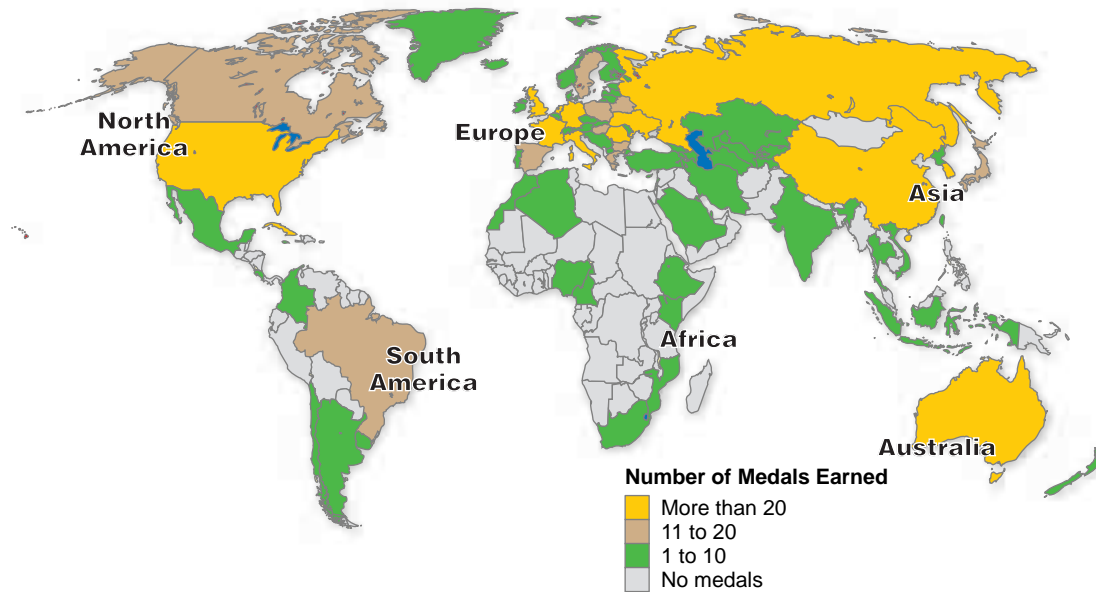 North
America
Europe
Asia
Africa
South
America
Australia
Number of Medals Earned
More than 20
11 to 20
1 to 10
No medals